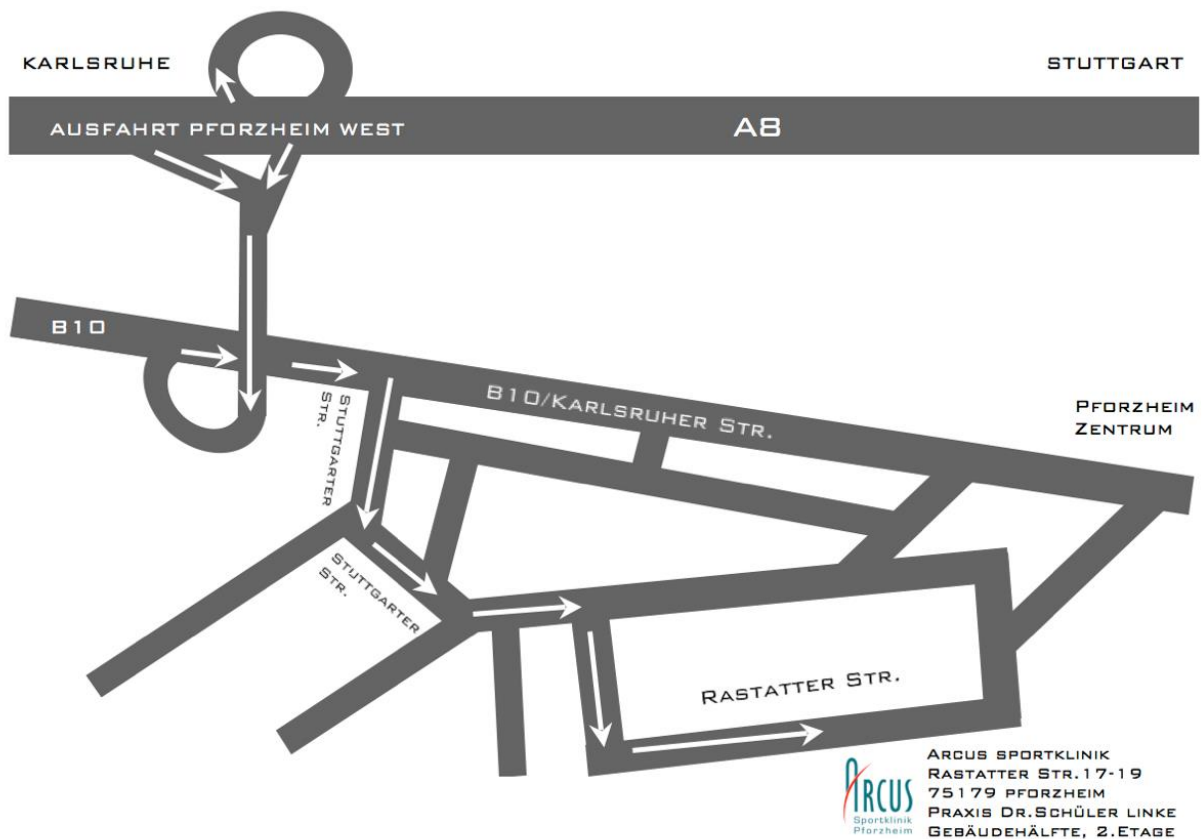 KARLSRUHE
STUTTGART
AUSFAHRT PFORZHEIM WEST
A8
B10
STUTTGARTER
STR.
B10/KARLSRUHER STR.
PFORZHEIM
ZENTRUM
STUTTGARTER
STR.
RASTATTER STR.
ARCUS
Sportklinik
Pforzheim
ARCUS SPORTKLINIK
RASTATTER STR.17-19
75179 PFORZHEIM
PRAXIS DR.SCHÜLER LINKE
GEBÄUDEHÄLFTE, 2.ETAGE